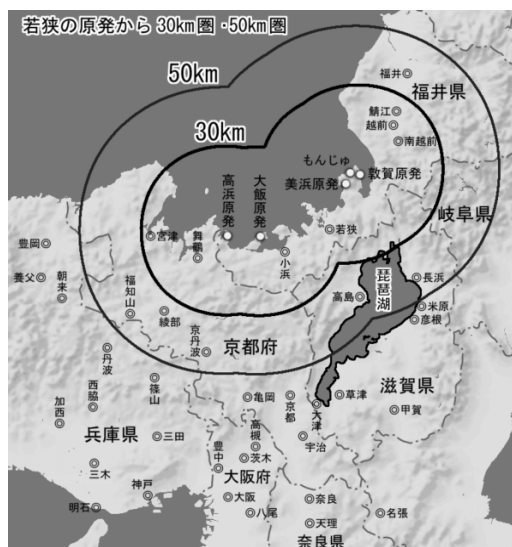 若狭の原発から30km圏・50km圏
50km
30km
福井◎
福井県
鯖江◎
越前◎
◎南越前
もんじゅ
敦賀原発
美浜原発
高浜原発
大飯原発
岐阜県
◎宮津
舞鶴
◎若狭
小浜
豊岡◎
養父◎
朝来
福知山
綾部
京丹波
京都府
高島◎
琵琶湖
◎長浜
◎米原
◎彦根
丹波
篠山
西脇
加西
兵庫県
◎三田
三木
神戸
明石◎
◎亀岡
京都
大津
◎草津
滋賀県
◎甲賀
高槻
宇治
豊中
◎茨木
大阪府
◎大阪
◎八尾
◎奈良
◎天理
奈良県
◎名張